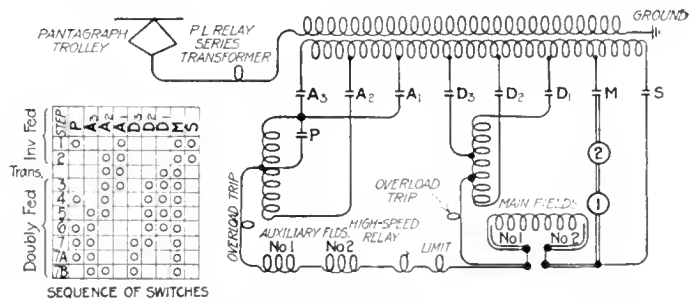 PANTAGRAPH
TROLLEY
P.L RELAY
SERIES
TRANSFORMER
GROUND
A3 A2 A1 D3 D2 D1 M S
P
2
1
OVERLOAD TRIP
OVERLOAD
TRIP
MAIN FIELDS
No 1 No 2
AUXILIARY FLDS.
No 1 No 2
HIGH-SPEED
RELAY
LIMIT
STEP P A3 A2 A1 D3 D2 D1 M S
Inv Fed
Trans.
Doubly Fed
1
2
3
4
5
6
7
7A
7B
SEQUENCE OF SWITCHES